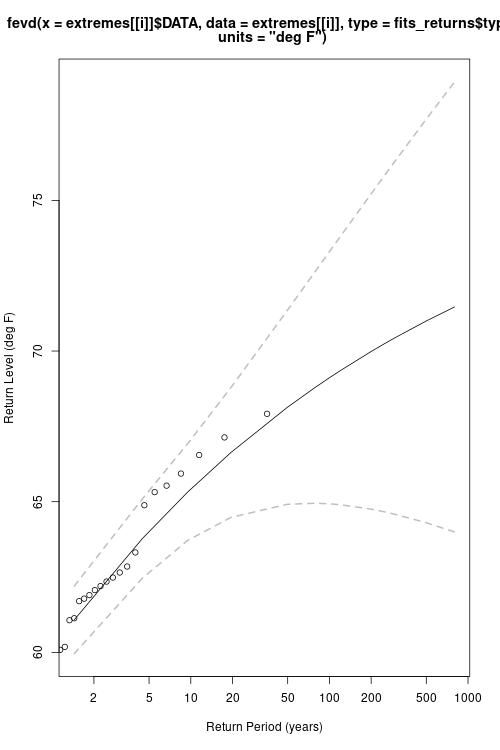 fevd(x = extremes[[i]]$DATA, data = extremes[[i]], type = fits_returns$typ
units = "deg F")
75
70
65
60
Return Level (deg F)
2 5 10 20 50 100 200 500 1000
Return Period (years)